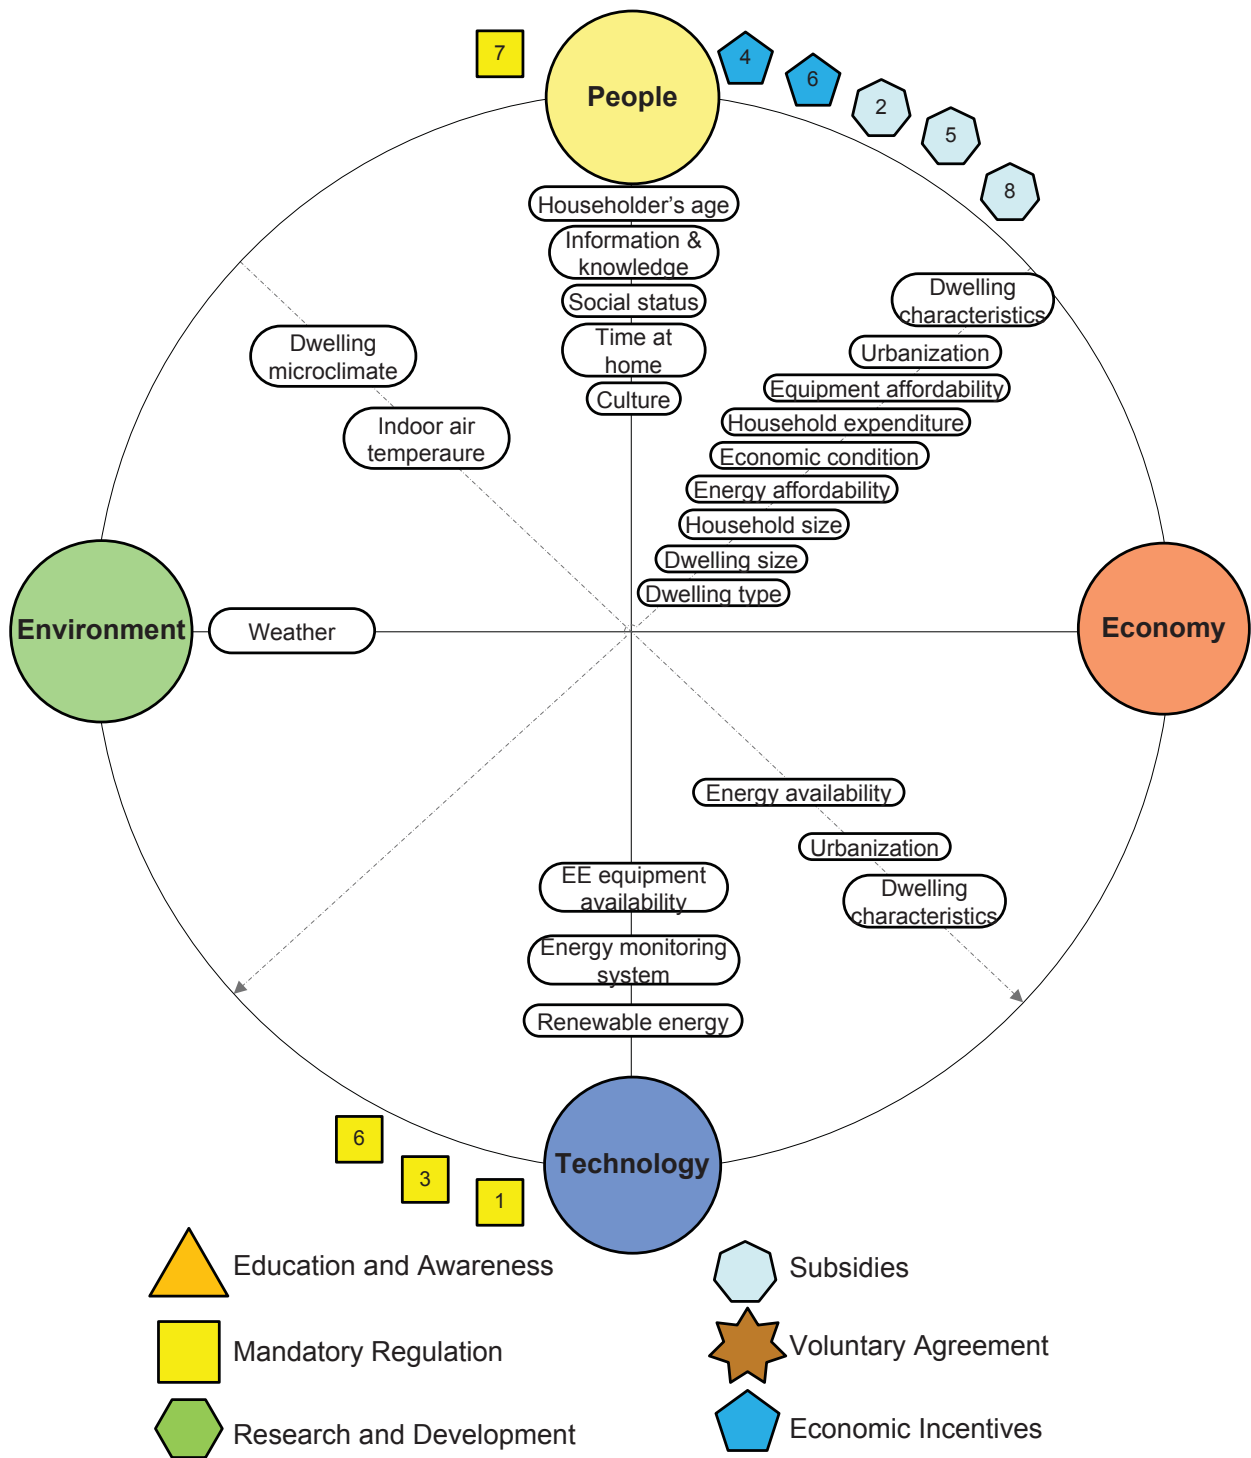 7
People
4
6
2
5
8
Householder’s age
Information &
knowledge
Social status
Time at
home
Culture
Dwelling
microclimate
Indoor air
temperaure
Dwelling
characteristics
Urbanization
Equipment affordability
Household expenditure
Economic condition
Energy affordability
Household size
Dwelling size
Dwelling type
Environment
Weather
Economy
Energy availability
Urbanization
Dwelling
characteristics
EE equipment
availability
Energy monitoring
system
Renewable energy
Technology
6
3
1
Education and Awareness
Subsidies
Mandatory Regulation
Voluntary Agreement
Research and Development
Economic Incentives